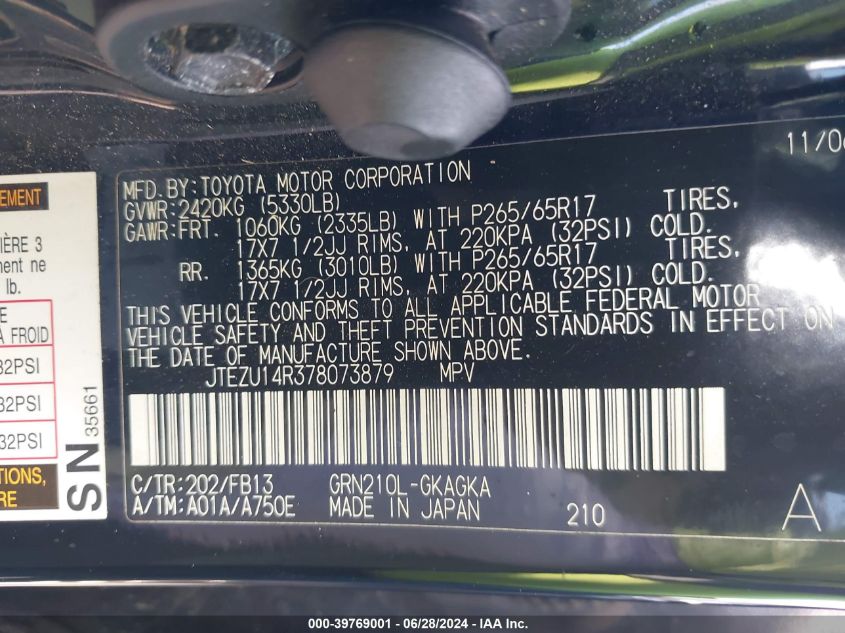 EMENT
IÈRE 3
ment ne
lb.
E
A FROID
32PSI
32PSI
32PSI
TIONS,
RE
SN
35661
11/06
MFD. BY: TOYOTA MOTOR CORPORATION
GVWR: 2420KG (5330LB)
GAWR: FRT. 1060KG (2335LB) WITH P265/65R17 TIRES,
17X7 1/2JJ RIMS, AT 220KPA (32PSI) COLD.
RR. 1365KG (3010LB) WITH P265/65R17 TIRES,
17X7 1/2JJ RIMS, AT 220KPA (32PSI) COLD.
THIS VEHICLE CONFORMS TO ALL APPLICABLE FEDERAL MOTOR
VEHICLE SAFETY AND THEFT PREVENTION STANDARDS IN EFFECT ON
THE DATE OF MANUFACTURE SHOWN ABOVE.
JTEZU14R378073879 MPV
C/TR: 202/FB13 GRN210L-GKAGKA
A/TM: A01A/A750E MADE IN JAPAN 210 A
000-39769001 - 06/28/2024 - IAA Inc.